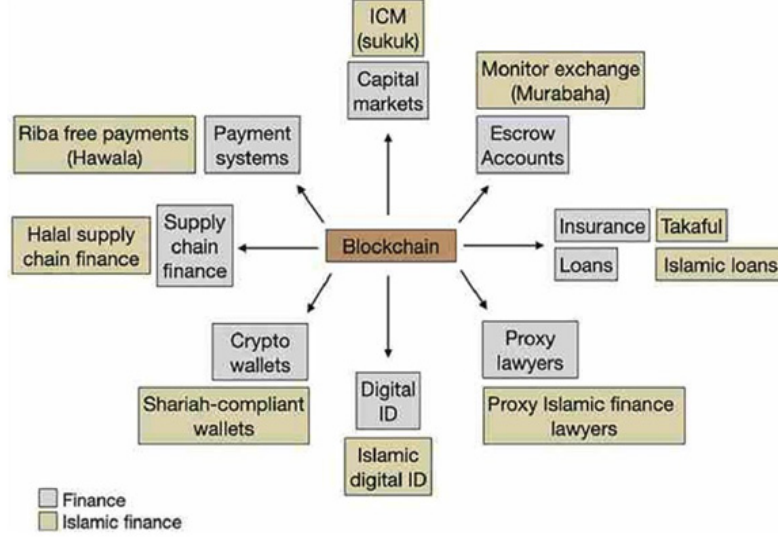 ICM
(sukuk)
Capital
markets
Monitor exchange
(Murabaha)
Escrow
Accounts
Riba free payments
(Hawala)
Payment
systems
Halal supply
chain finance
Supply
chain
finance
Blockchain
Insurance
Takaful
Loans
Islamic loans
Crypto
wallets
Shariah-compliant
wallets
Digital
ID
Islamic
digital ID
Proxy
lawyers
Proxy Islamic finance
lawyers
Finance
Islamic finance